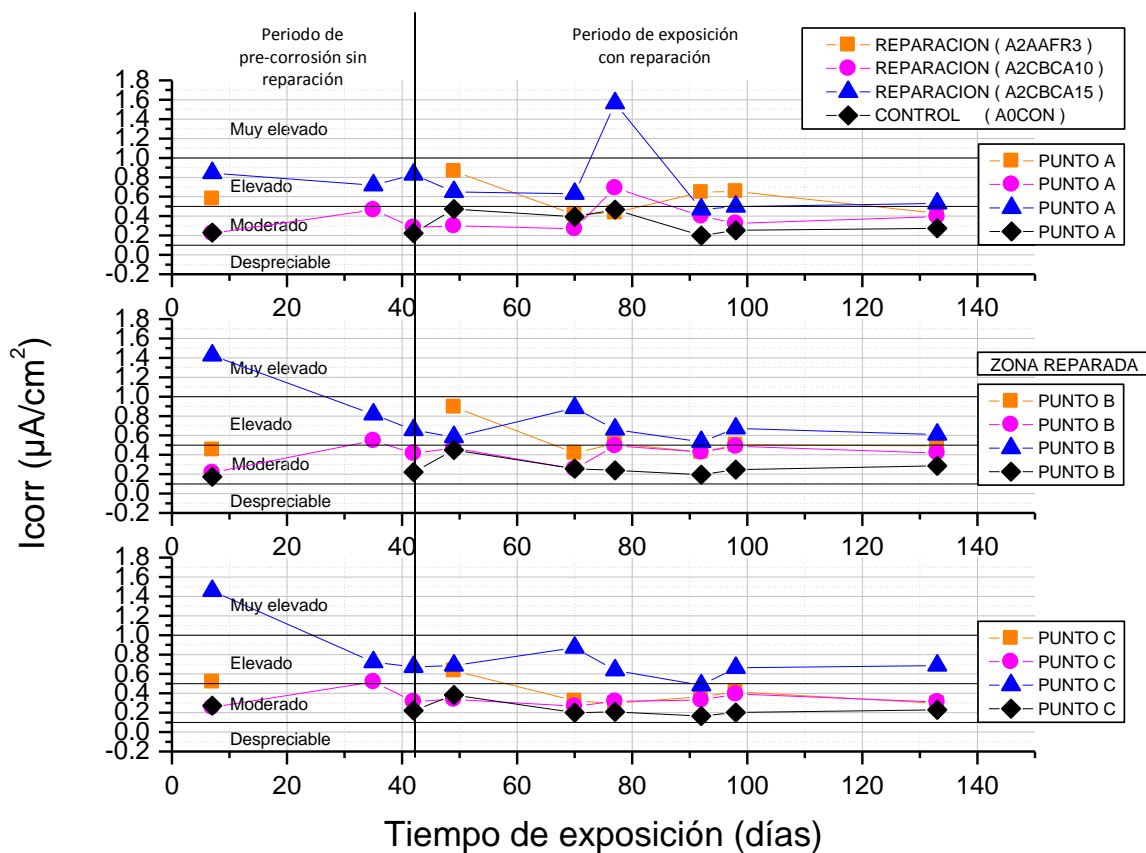 Periodo de
pre-corrosión sin
reparación
Periodo de exposición
con reparación
REPARACION ( A2AAFR3 )
REPARACION ( A2CBCA10 )
REPARACION ( A2CBCA15 )
CONTROL ( A0CON )
1.8
1.6
1.4
1.2
1.0
0.8
0.6
0.4
0.2
0.0
-0.2
Muy elevado
Elevado
Moderado
Despreciable
PUNTO A
PUNTO A
PUNTO A
PUNTO A
0 20 40 60 80 100 120 140
1.8
1.6
1.4
1.2
1.0
0.8
0.6
0.4
0.2
0.0
-0.2
Muy elevado
Elevado
Moderado
Despreciable
ZONA REPARADA
PUNTO B
PUNTO B
PUNTO B
PUNTO B
0 20 40 60 80 100 120 140
1.8
1.6
1.4
1.2
1.0
0.8
0.6
0.4
0.2
0.0
-0.2
Muy elevado
Elevado
Moderado
Despreciable
PUNTO C
PUNTO C
PUNTO C
PUNTO C
0 20 40 60 80 100 120 140
Icorr (µA/cm²)
Tiempo de exposición (días)